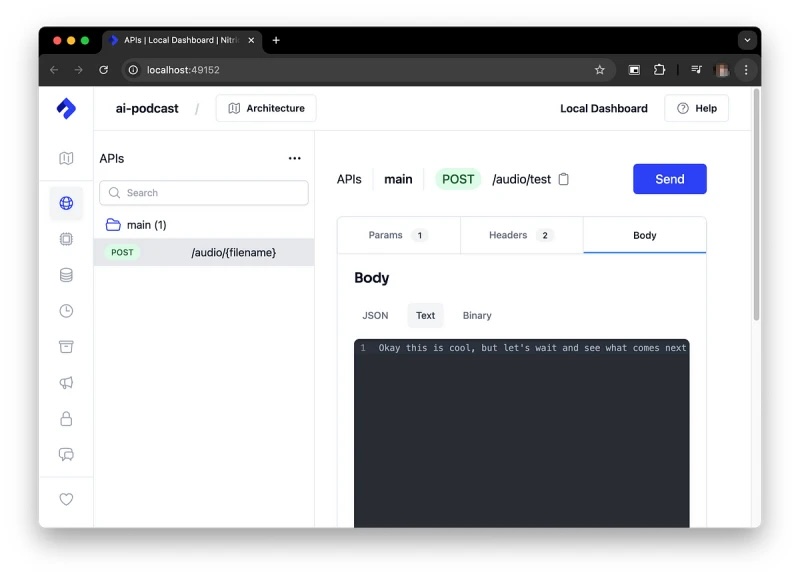 APIs | Local Dashboard | Nitri
localhost:49152
ai-podcast / Architecture
Local Dashboard
Help
APIs
Search
main (1)
POST /audio/{filename}
APIs main POST /audio/test
Send
Params 1
Headers 2
Body
Body
JSON Text Binary
1 Okay this is cool, but let's wait and see what comes next